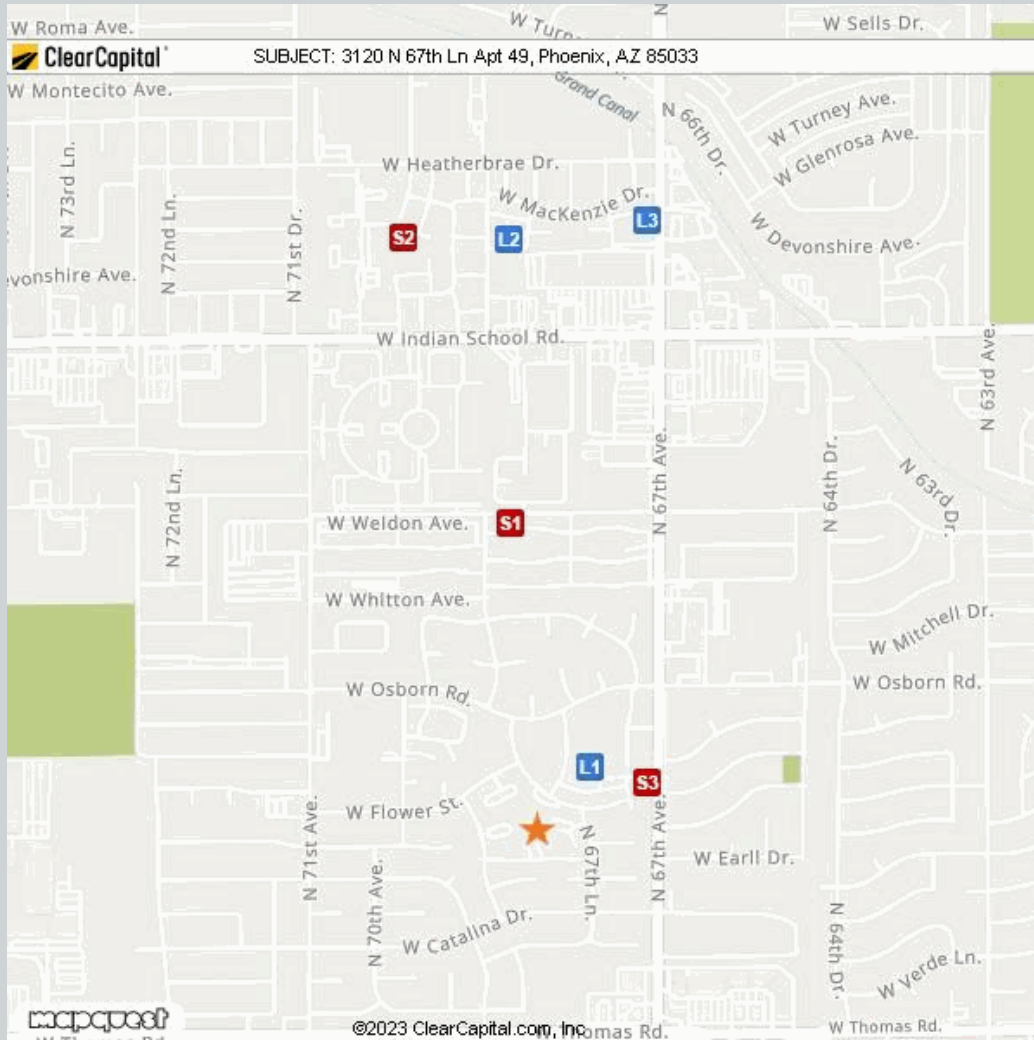 W Roma Ave.
W Sells Dr.
N
ClearCapital
SUBJECT: 3120 N 67th Ln Apt 49, Phoenix, AZ 85033
W Montecito Ave.
Grand Canal
N 66th Dr.
W Turney Ave.
W Glenrosa Ave.
N 73rd Ln.
W Heatherbrae Dr.
W MacKenzie Dr.
N 72nd Ln.
N 71st Dr.
S2
L2
L3
W Devonshire Ave.
W Indian School Rd.
N 63rd Ave.
N 67th Ave.
N 64th Dr.
N 63rd Dr.
N 72nd Ln.
W Weldon Ave.
S1
W Whitton Ave.
W Mitchell Dr.
W Osborn Rd.
W Osborn Rd.
L1
S3
W Flower St.
N 71st Ave.
N 67th Ln.
N 67th Ave.
W Earll Dr.
N 70th Ave.
W Catalina Dr.
N 64th Dr.
W Verde Ln.
mapquest
©2023 ClearCapital.com, Inc
Thomas Rd.
W Thomas Rd.